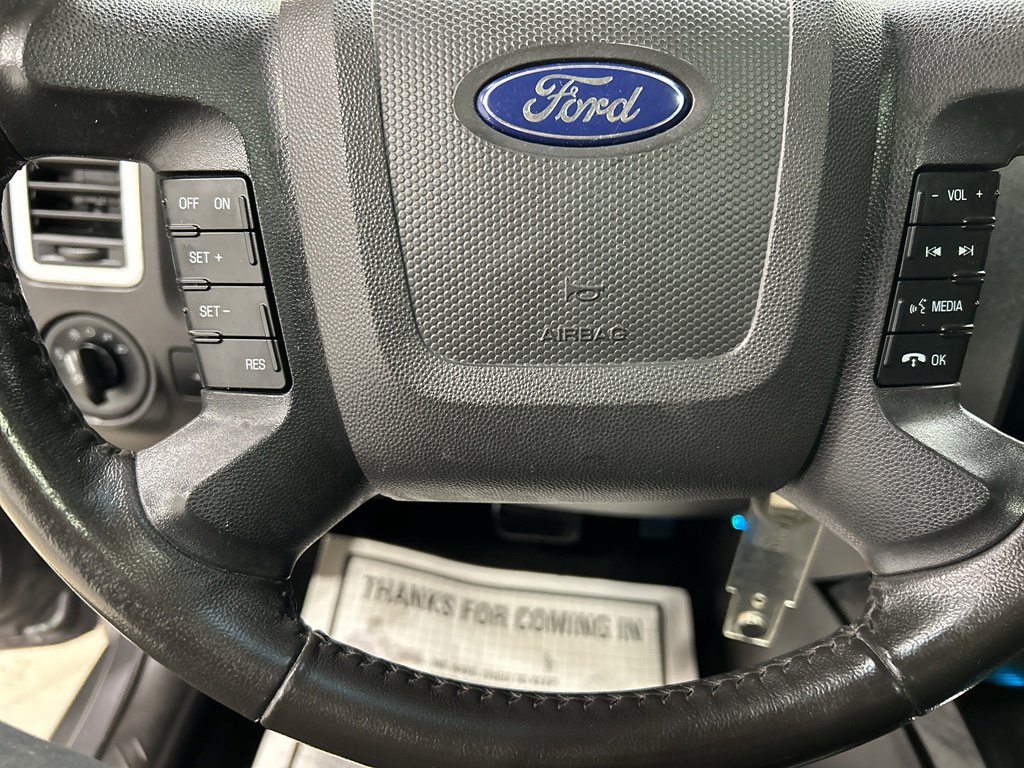 Ford
OFF ON
SET +
SET -
RES
- VOL +
MEDIA
OK
AIRBAG
THANKS FOR COMING IN